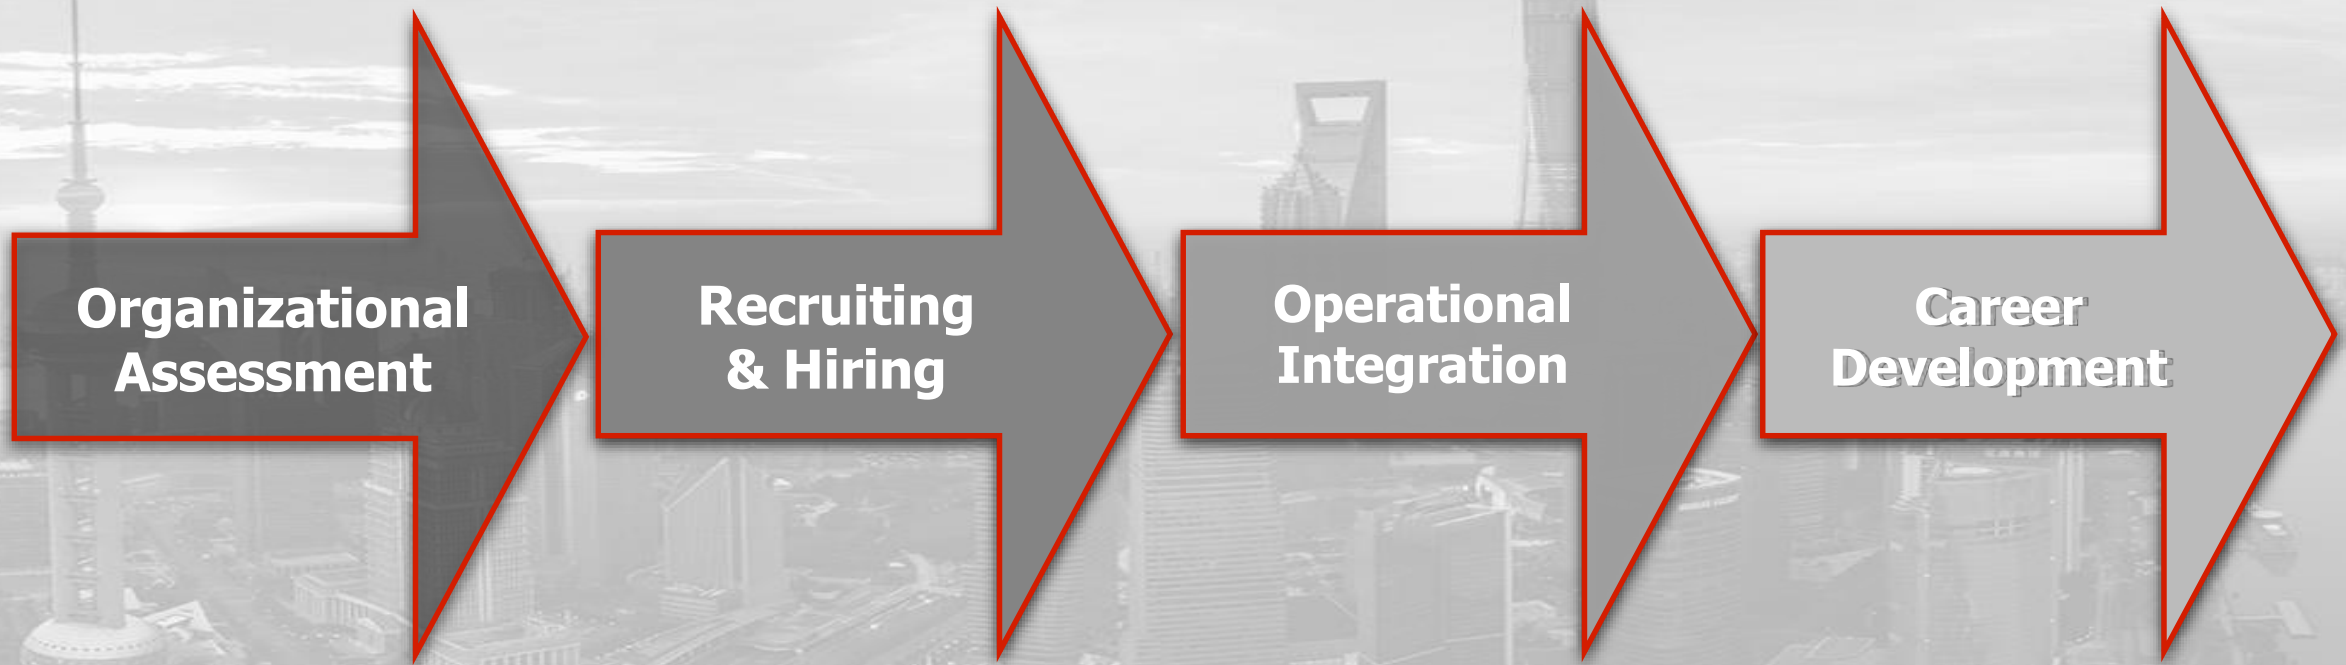 Organizational
Assessment
Recruiting
& Hiring
Operational
Integration
Career
Development